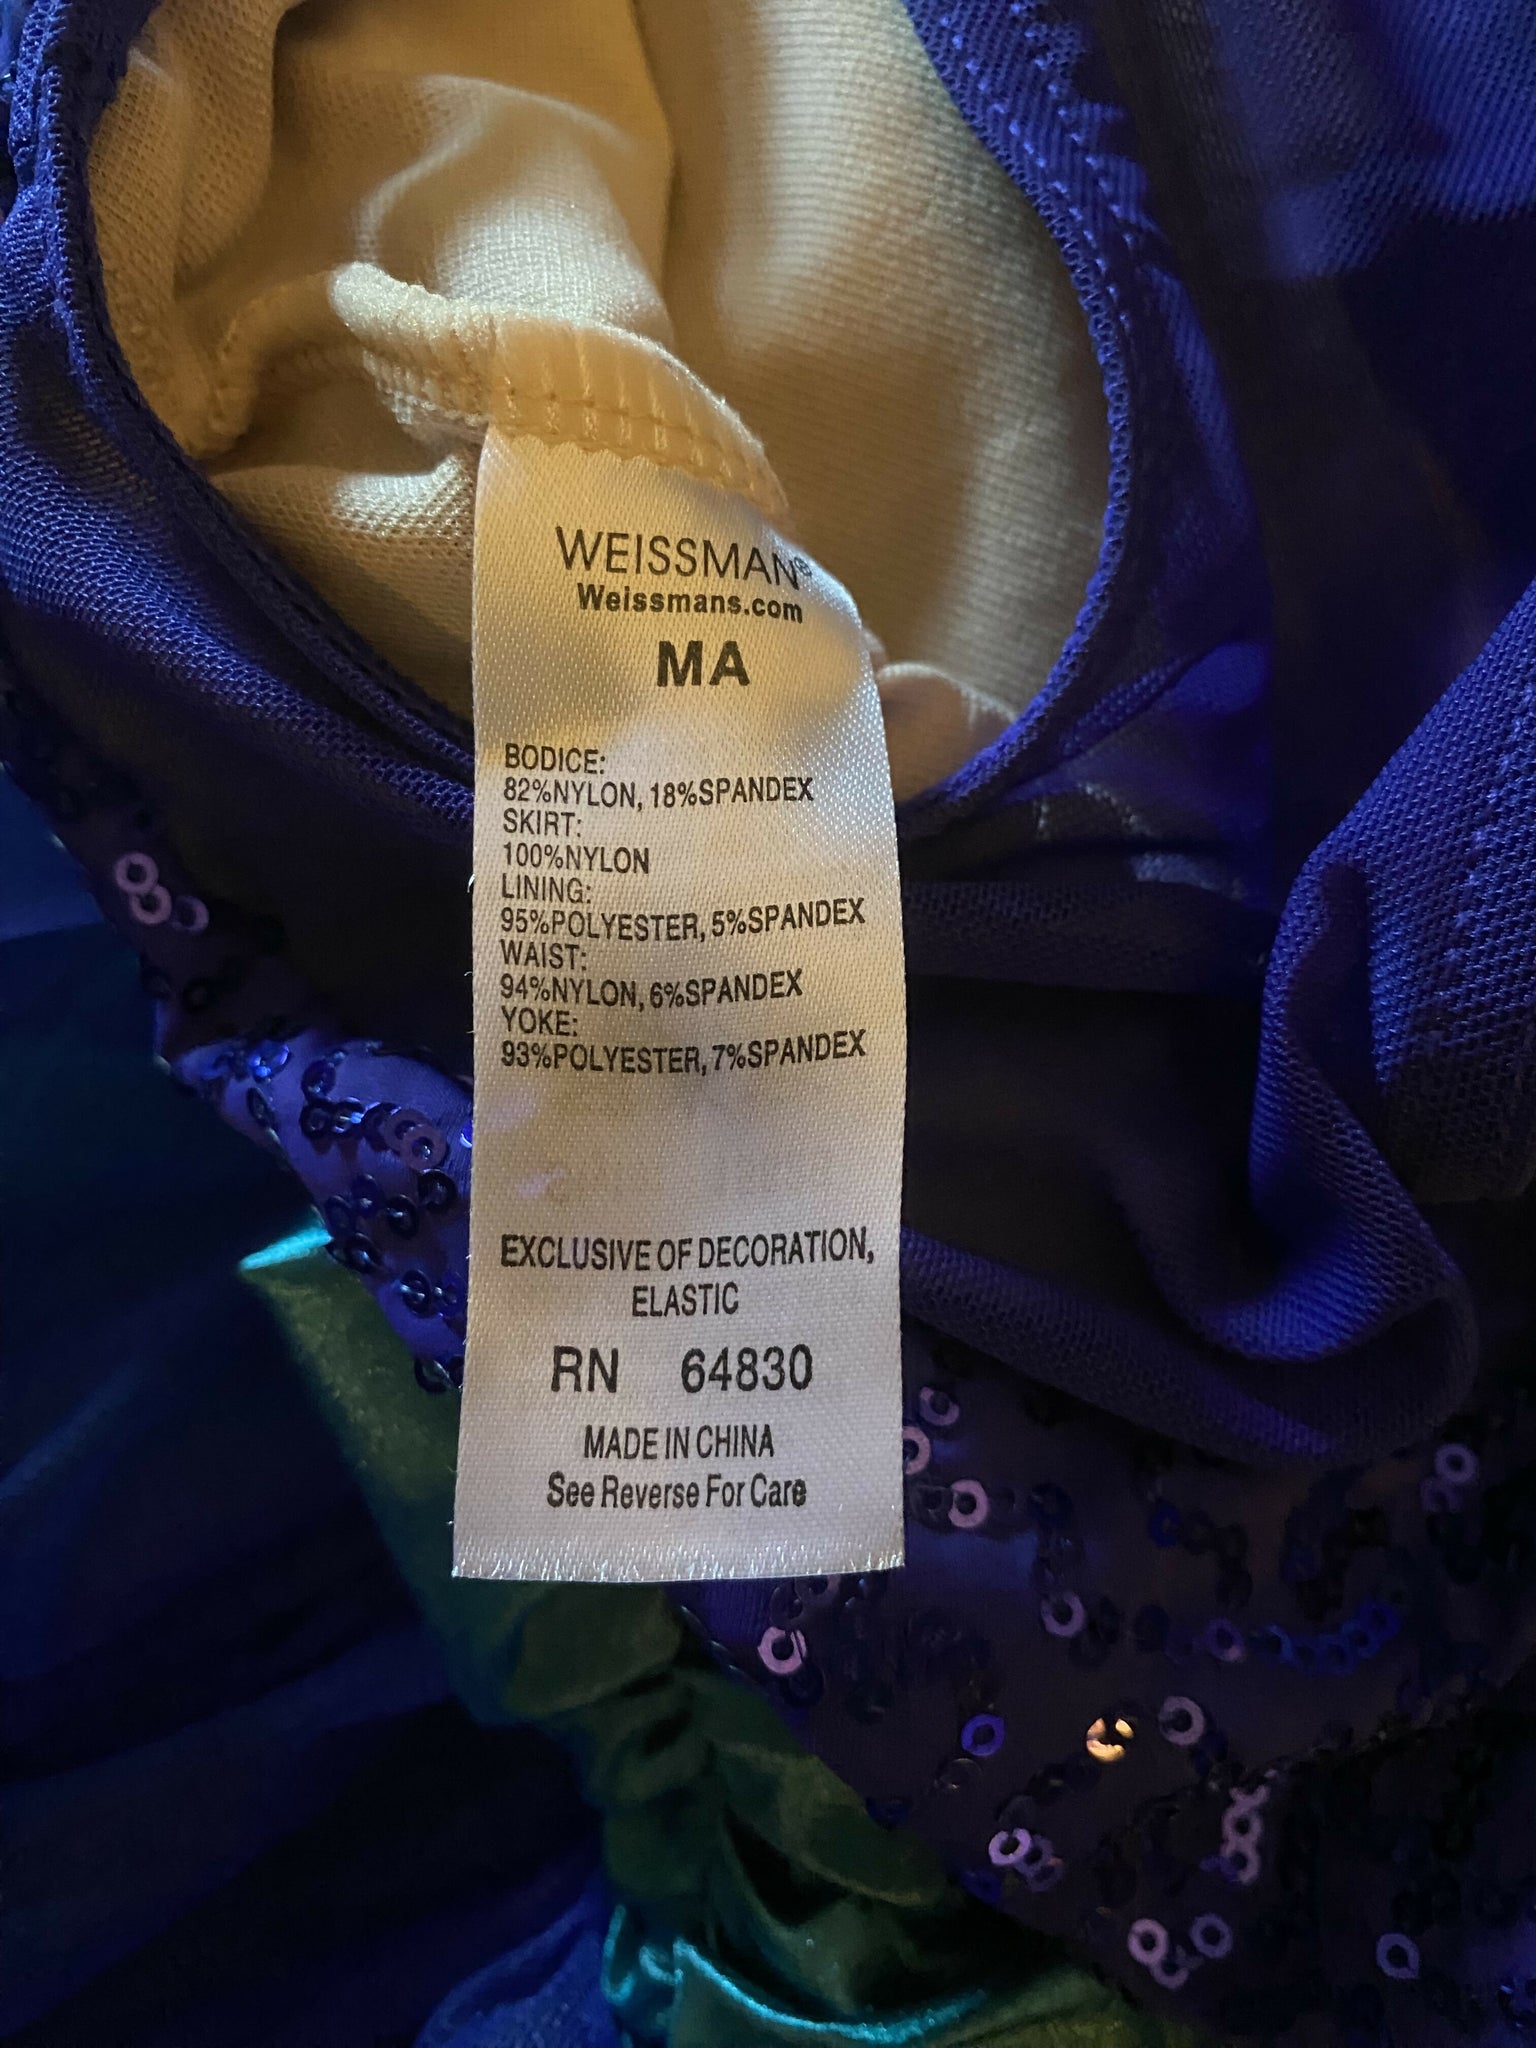 WEISSMAN®
Weissmans.com
MA
BODICE:
82%NYLON, 18%SPANDEX
SKIRT:
100%NYLON
LINING:
95%POLYESTER, 5%SPANDEX
WAIST:
94%NYLON, 6%SPANDEX
YOKE:
93%POLYESTER, 7%SPANDEX
EXCLUSIVE OF DECORATION,
ELASTIC
RN 64830
MADE IN CHINA
See Reverse For Care